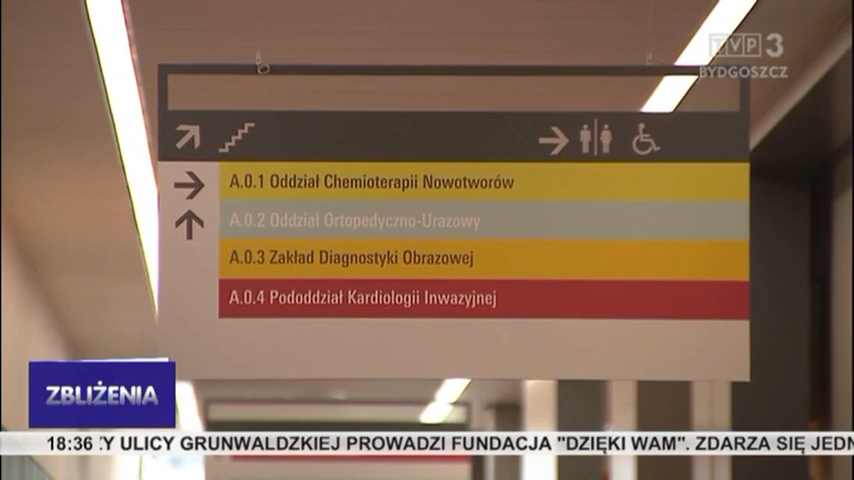 TVP3
BYDGOSZCZ
A.0.1 Oddział Chemioterapii Nowotworów
A.0.2 Oddział Ortopedyczno-Urazowy
A.0.3 Zakład Diagnostyki Obrazowej
A.0.4 Pododdział Kardiologii Inwazyjnej
ZBLIŻENIA
18:36 ZY ULICY GRUNWALDZKIEJ PROWADZI FUNDACJA "DZIĘKI WAM". ZDARZA SIĘ JEDN